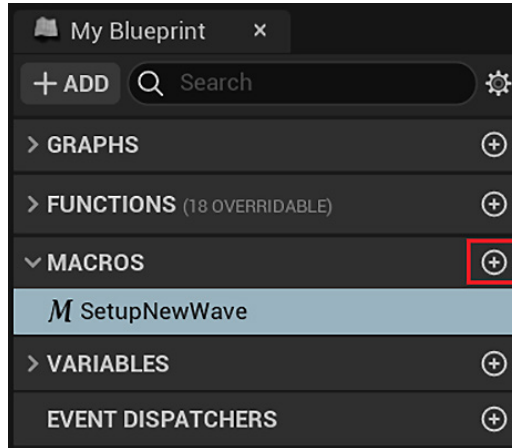 My Blueprint ×
+ ADD Search
GRAPHS
FUNCTIONS (18 OVERRIDABLE)
MACROS
M SetupNewWave
VARIABLES
EVENT DISPATCHERS